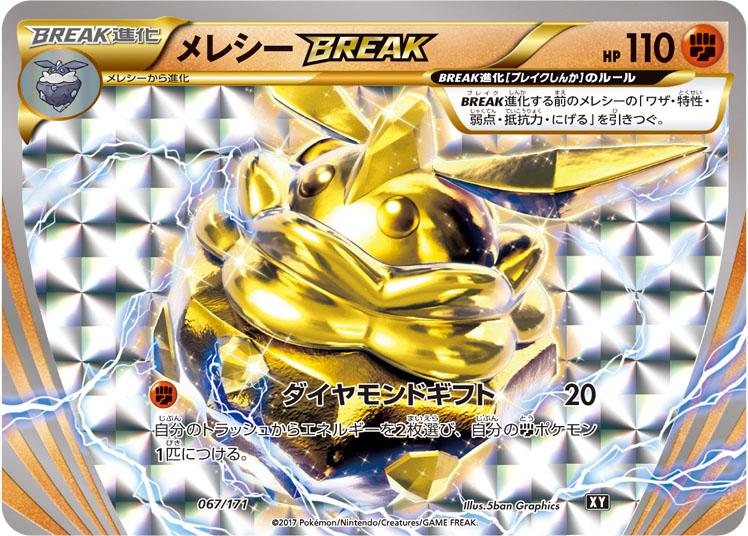 BREAK進化
メレシー BREAK
HP 110
メレシーから進化
BREAK進化【ブレイクしんか】のルール
BREAK進化する前のメレシーの「ワザ・特性・
弱点・抵抗力・にげる」を引きつぐ。
ダイヤモンドギフト 20
自分のトラッシュからエネルギーを2枚選び、自分のポケモン
1匹につける。
067/171
Illus.5ban Graphics
XY
©2017 Pokémon/Nintendo/Creatures/GAME FREAK.